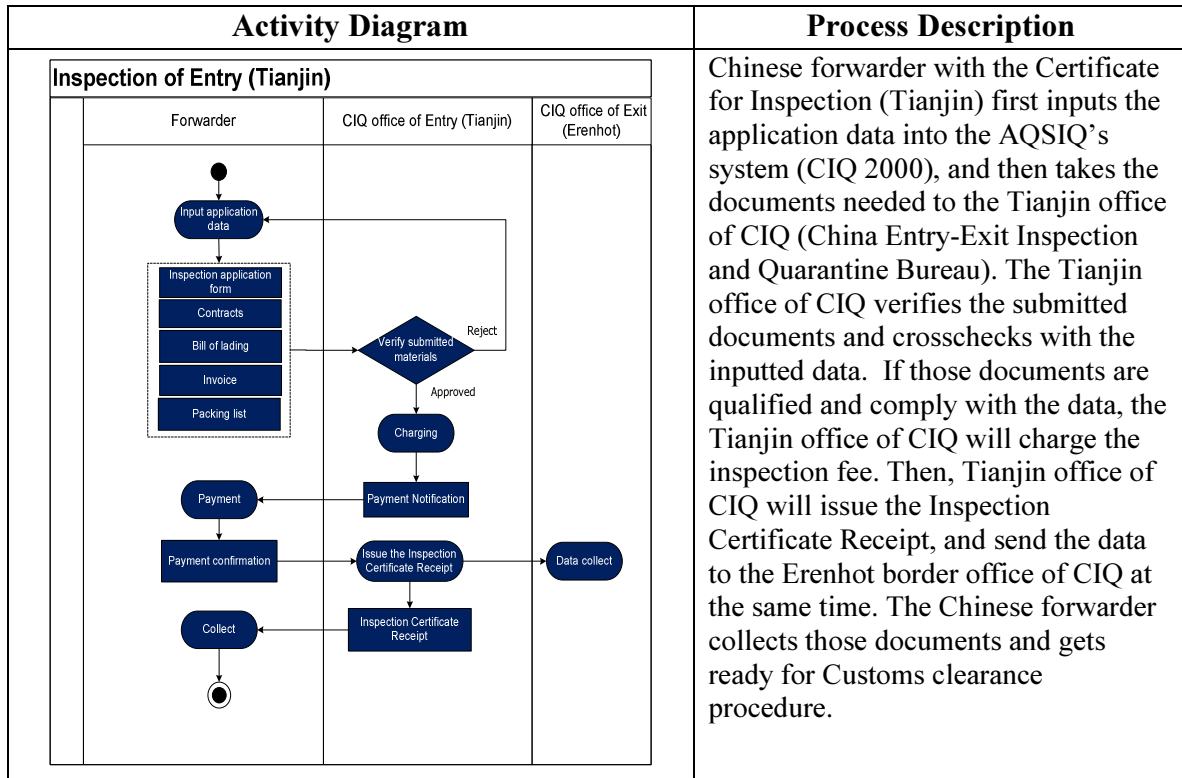 Activity Diagram
Process Description
Inspection of Entry (Tianjin)
Forwarder
CIQ office of Entry (Tianjin)
CIQ office of Exit
(Erenhot)
Input application
data
Inspection application
form
Contracts
Bill of lading
Invoice
Packing list
Verify submitted
materials
Reject
Approved
Charging
Payment
Payment Notification
Payment confirmation
Issue the Inspection
Certificate Receipt
Data collect
Collect
Inspection Certificate
Receipt
Chinese forwarder with the Certificate
for Inspection (Tianjin) first inputs the
application data into the AQSIQ’s
system (CIQ 2000), and then takes the
documents needed to the Tianjin office
of CIQ (China Entry-Exit Inspection
and Quarantine Bureau). The Tianjin
office of CIQ verifies the submitted
documents and crosschecks with the
inputted data.  If those documents are
qualified and comply with the data, the
Tianjin office of CIQ will charge the
inspection fee. Then, Tianjin office of
CIQ will issue the Inspection
Certificate Receipt, and send the data
to the Erenhot border office of CIQ at
the same time. The Chinese forwarder
collects those documents and gets
ready for Customs clearance
procedure.